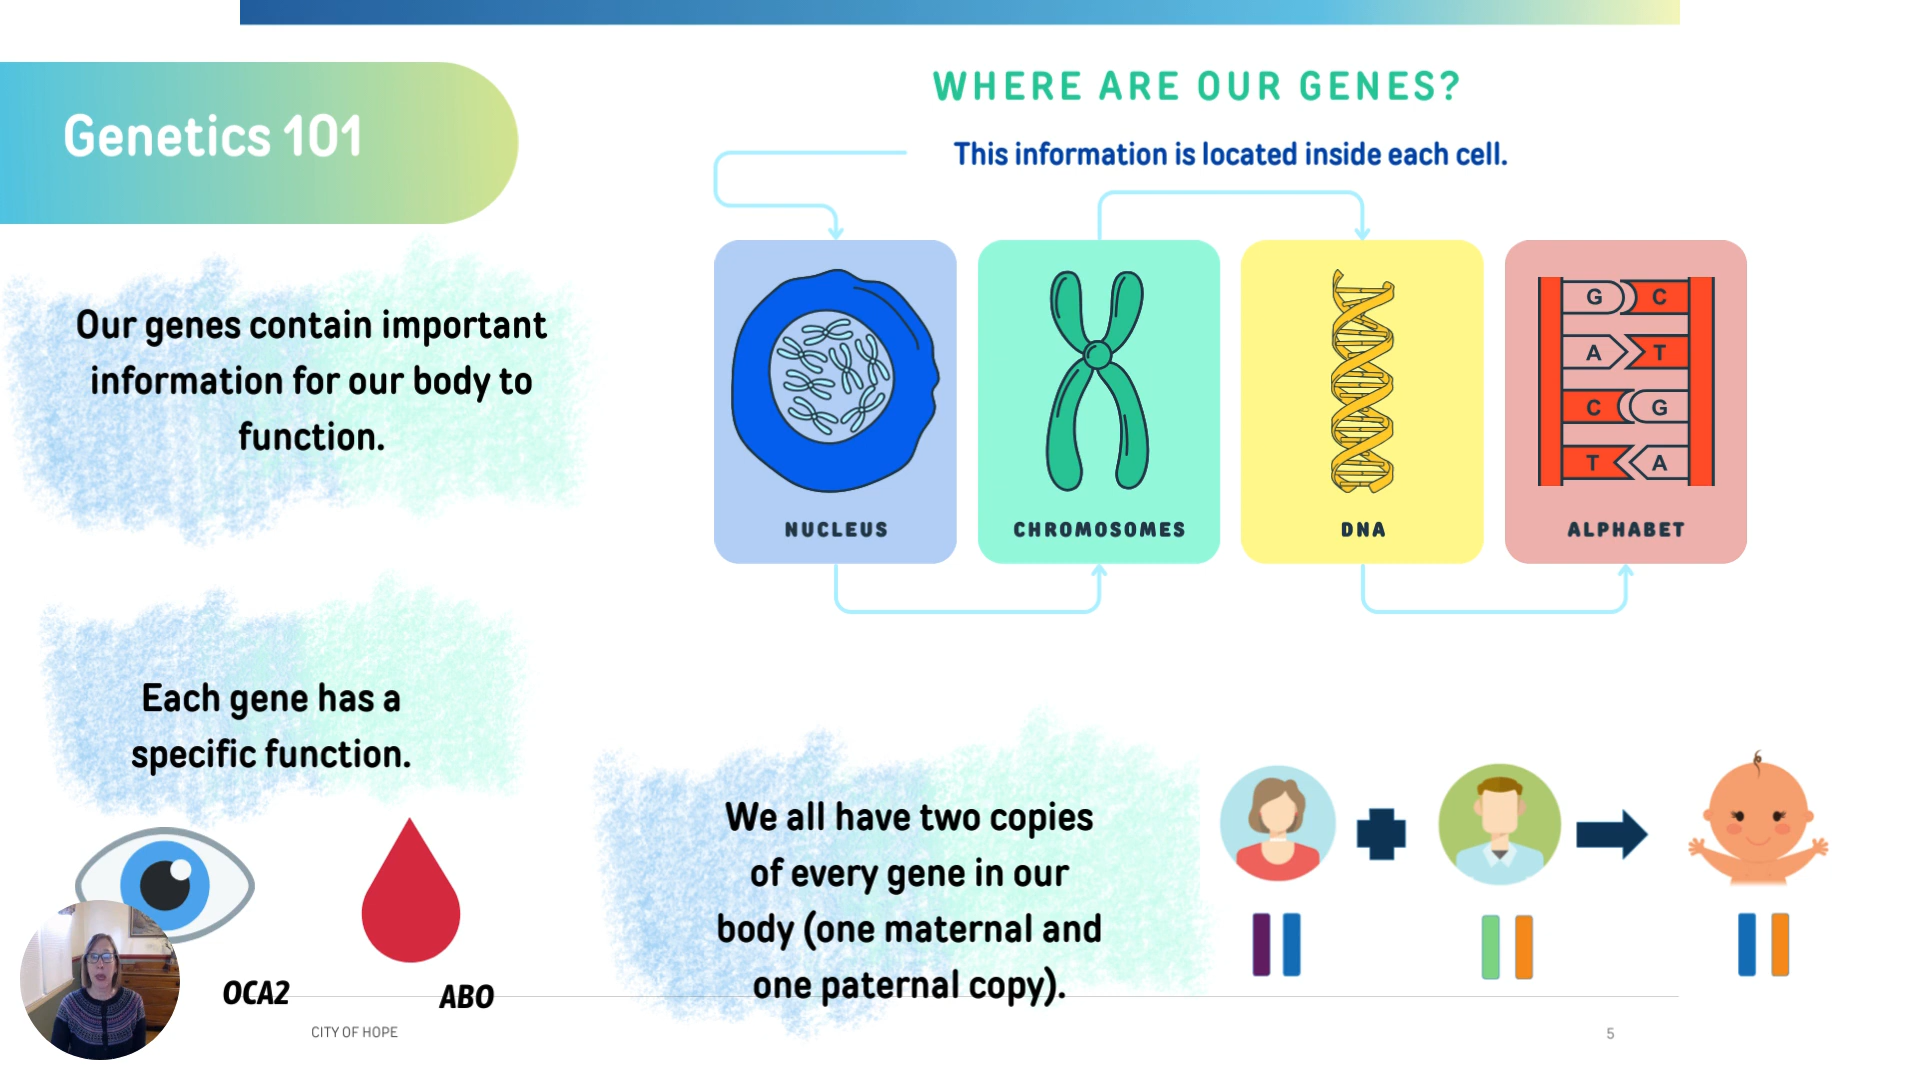 Genetics 101
WHERE ARE OUR GENES?
This information is located inside each cell.
Our genes contain important
information for our body to
function.
NUCLEUS
CHROMOSOMES
DNA
G C
A T
C G
T A
ALPHABET
Each gene has a
specific function.
OCA2
ABO
We all have two copies
of every gene in our
body (one maternal and
one paternal copy).
CITY OF HOPE
5